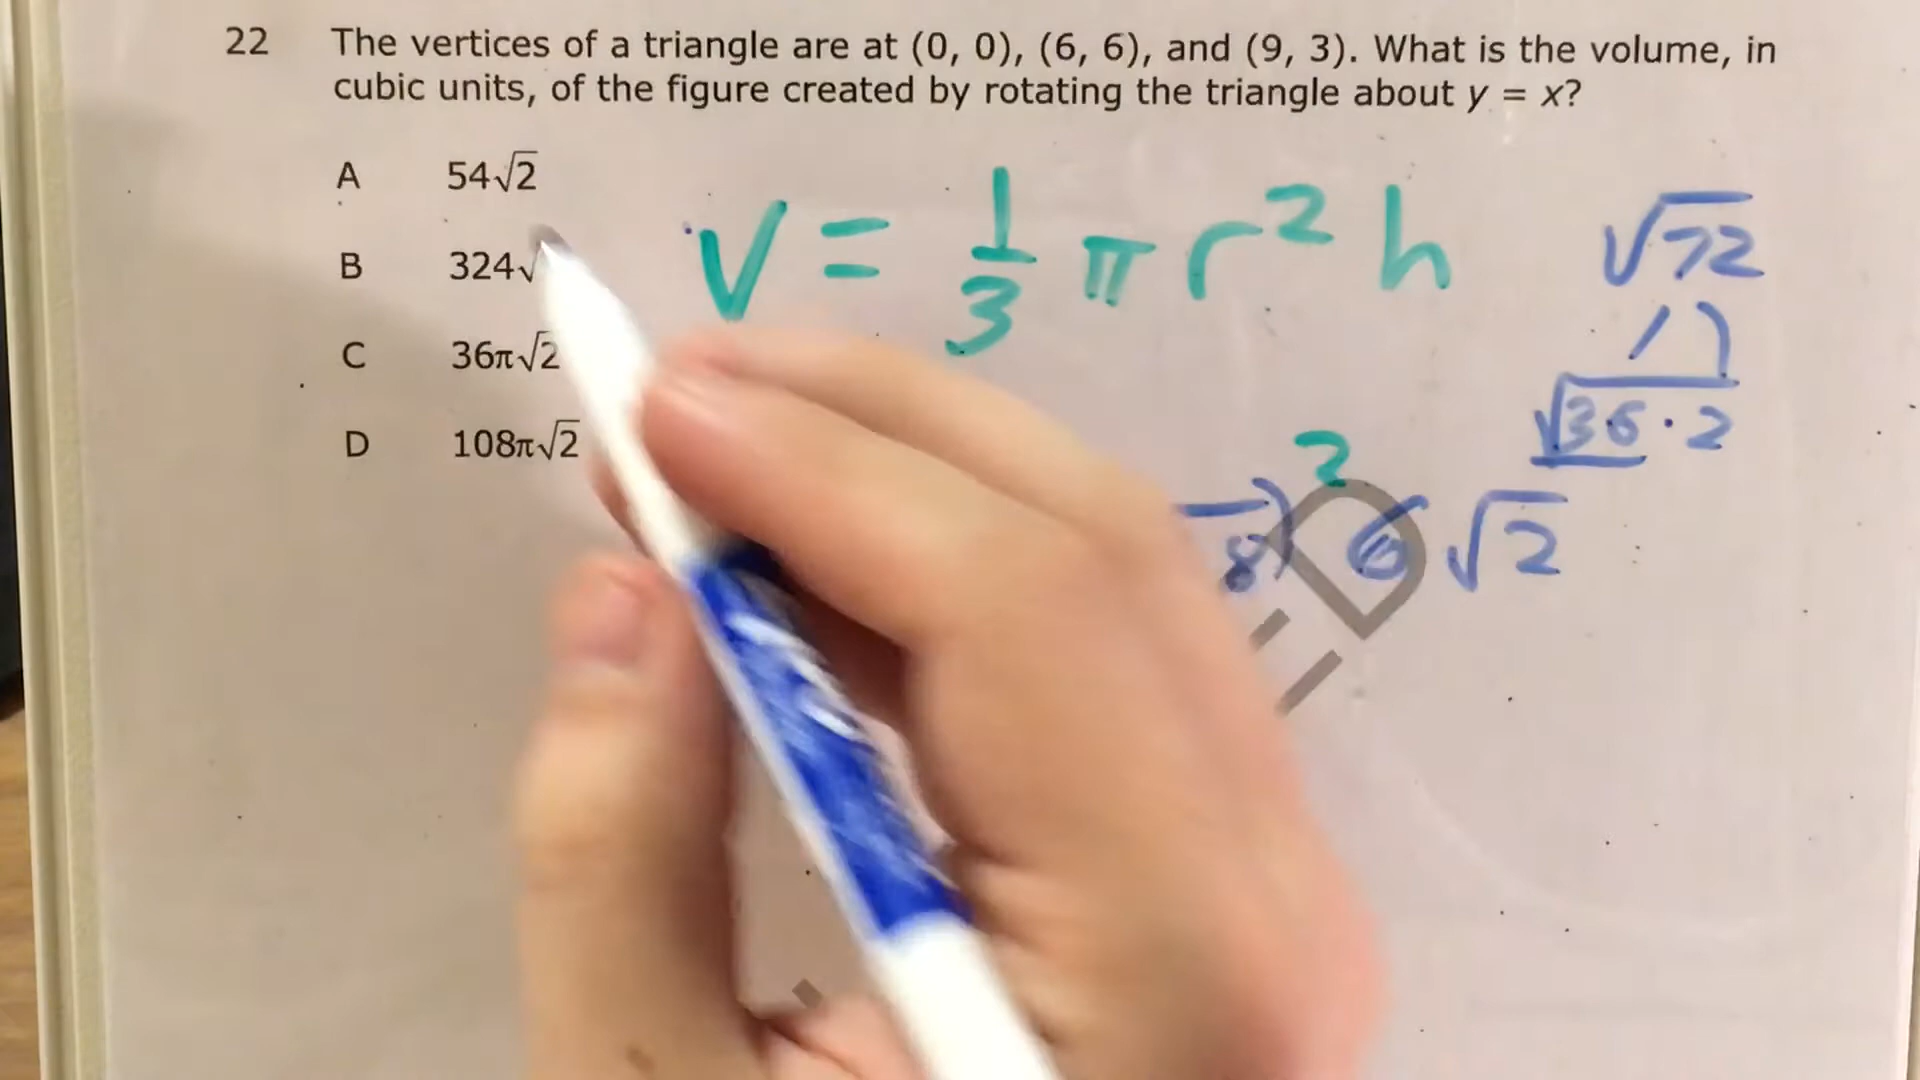 22 The vertices of a triangle are at (0, 0), (6, 6), and (9, 3). What is the volume, in
cubic units, of the figure created by rotating the triangle about y = x?
A 54√2
B 324√
C 36π√2
D 108π√2
V = 1/3 π r² h
√72
√36 · 2
2
8) 6 √2